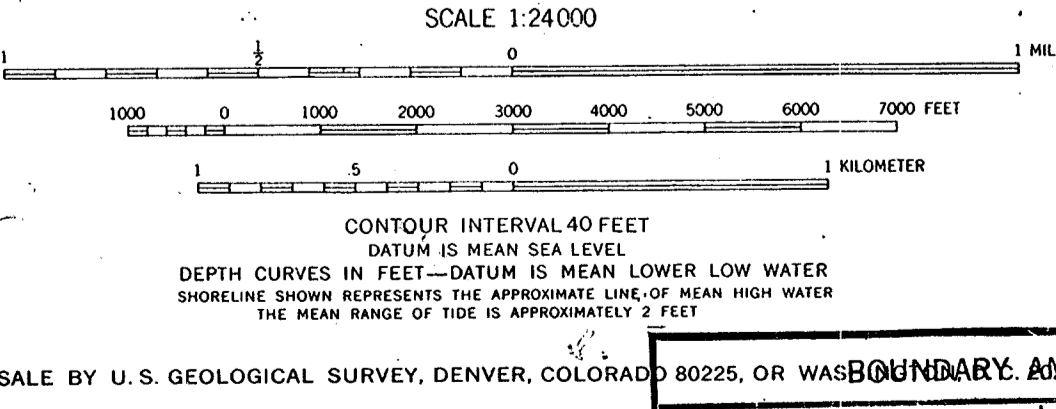 SCALE 1:24000
1 ½ 0 1 MIL
1000 0 1000 2000 3000 4000 5000 6000 7000 FEET
1 .5 0 1 KILOMETER
CONTOUR INTERVAL 40 FEET
DATUM IS MEAN SEA LEVEL
DEPTH CURVES IN FEET—DATUM IS MEAN LOWER LOW WATER
SHORELINE SHOWN REPRESENTS THE APPROXIMATE LINE OF MEAN HIGH WATER
THE MEAN RANGE OF TIDE IS APPROXIMATELY 2 FEET
SALE BY U. S. GEOLOGICAL SURVEY, DENVER, COLORADO 80225, OR
BOUNDARY